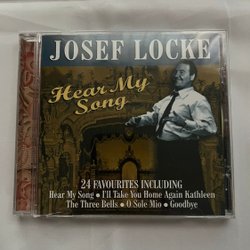 JOSEF LOCKE
Hear My
Song
24 FAVOURITES INCLUDING
Hear My Song • I'll Take You Home Again Kathleen
The Three Bells • O Sole Mio • Goodbye